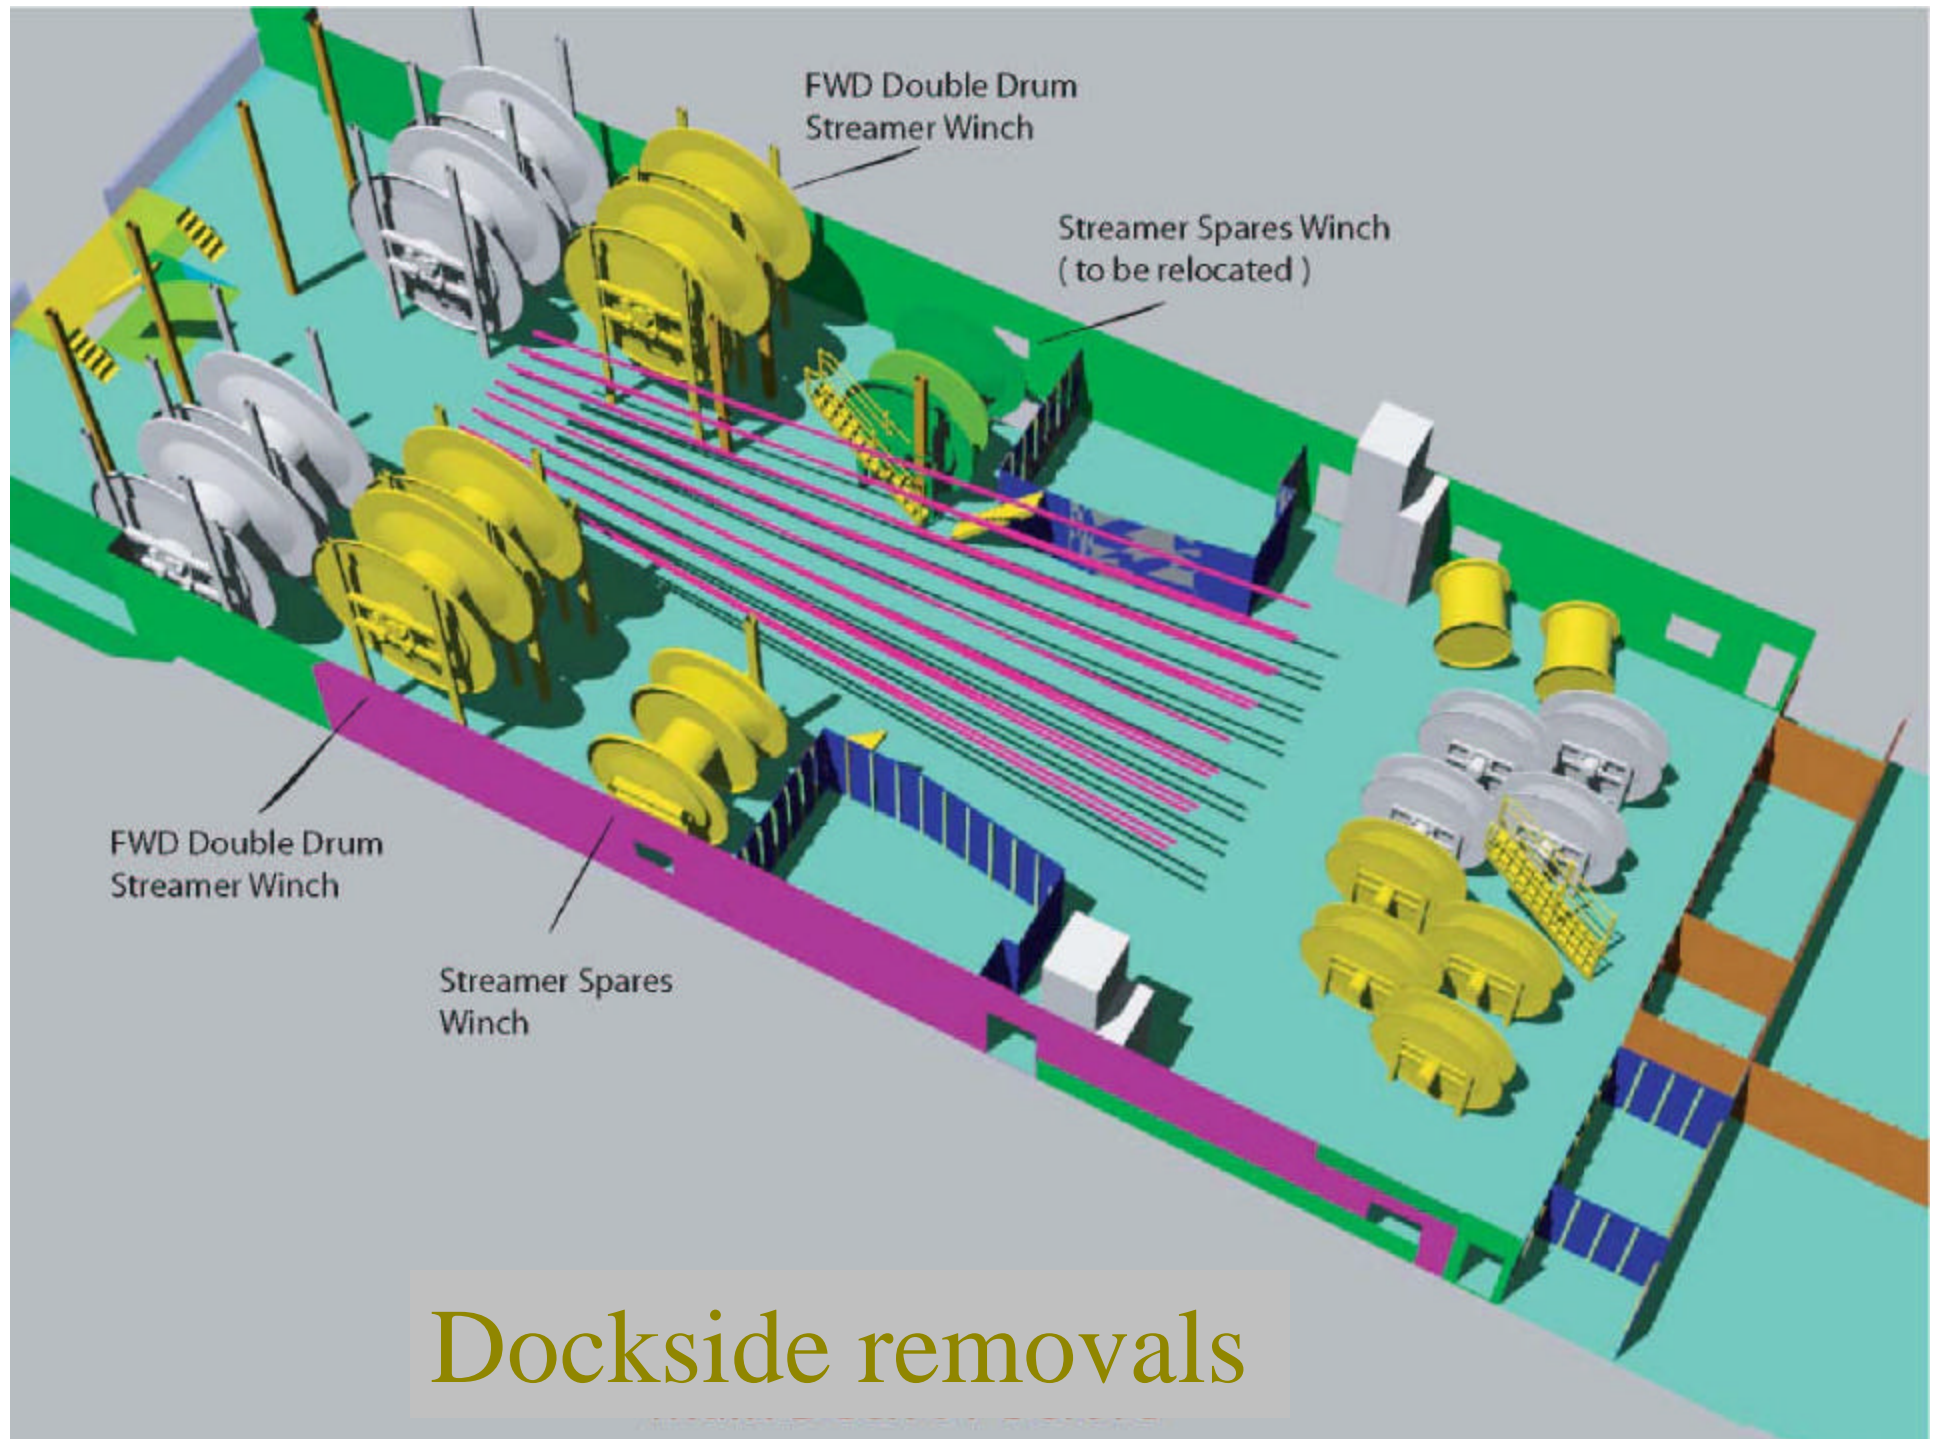 FWD Double Drum
Streamer Winch
Streamer Spares Winch
( to be relocated )
FWD Double Drum
Streamer Winch
Streamer Spares
Winch
Dockside removals